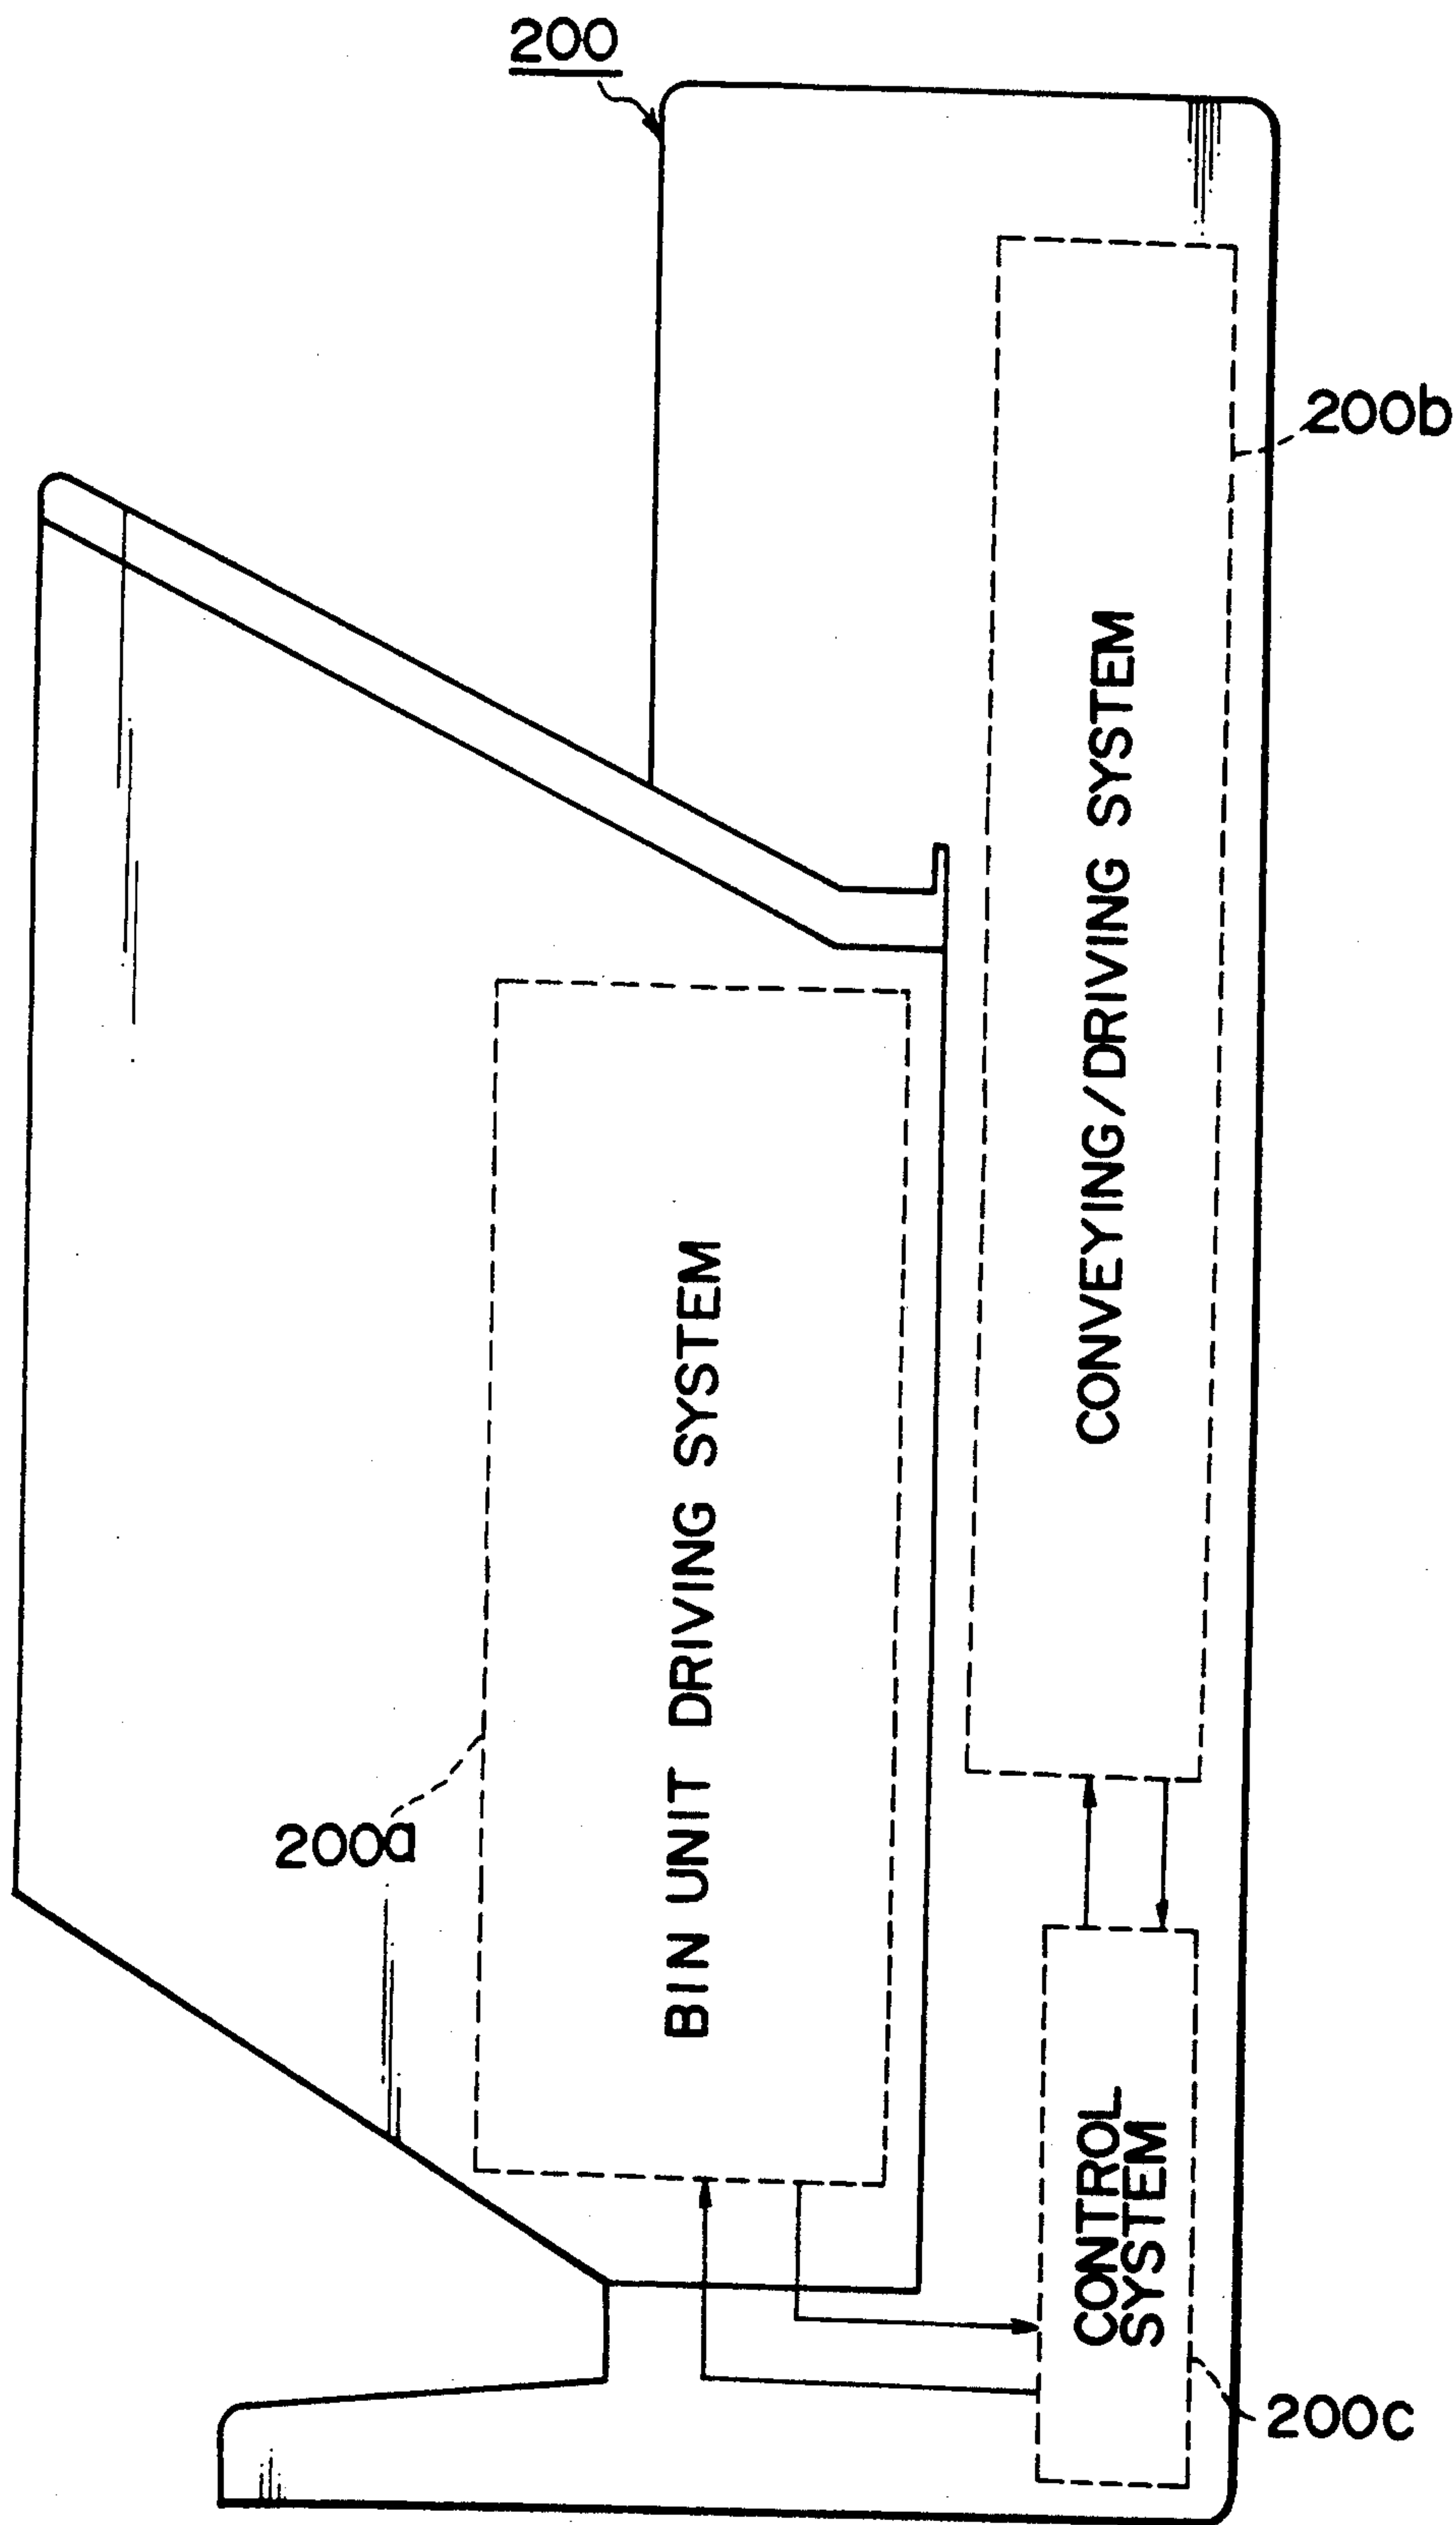 200
200b
CONVEYING/DRIVING SYSTEM
BIN UNIT DRIVING SYSTEM
200a
CONTROL
SYSTEM
200c